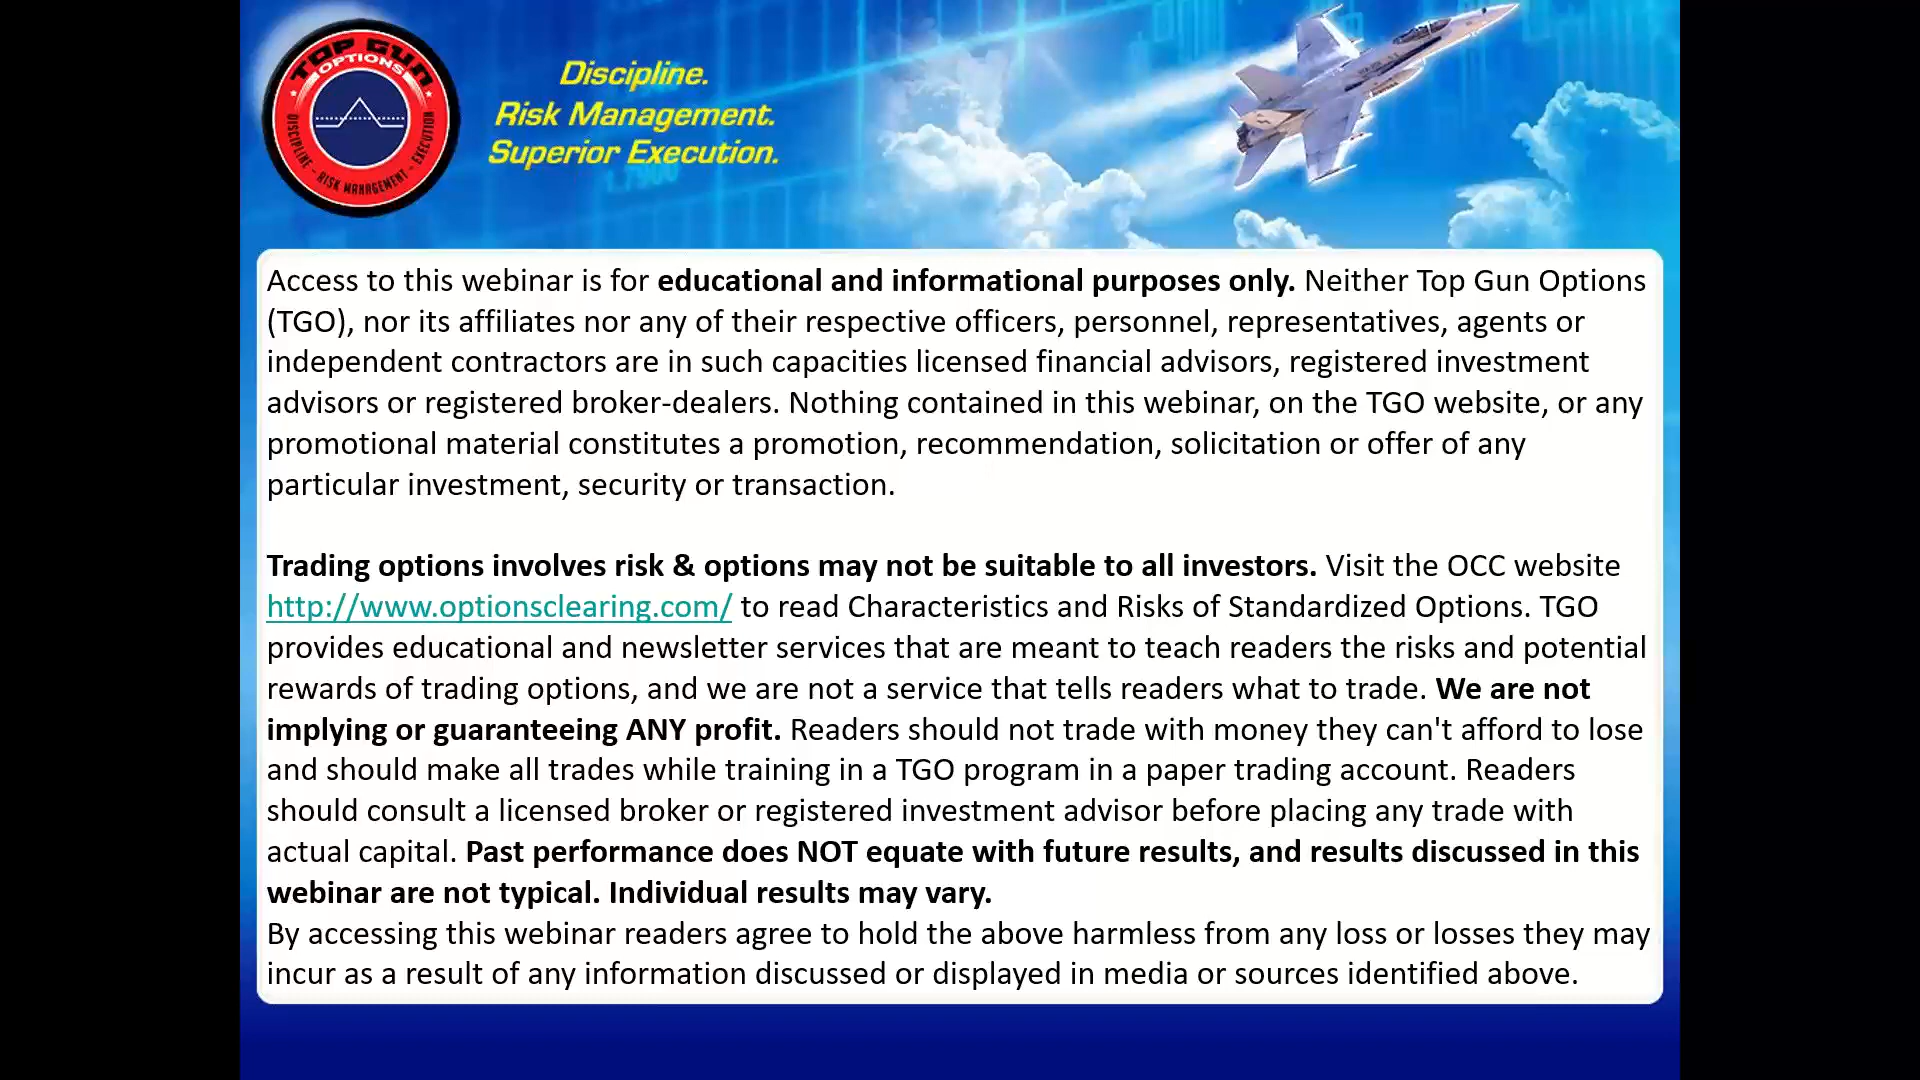 TOP GUN
OPTIONS
DISCIPLINE - RISK MANAGEMENT - EXECUTION
Discipline.
Risk Management.
Superior Execution.
Access to this webinar is for educational and informational purposes only. Neither Top Gun Options
(TGO), nor its affiliates nor any of their respective officers, personnel, representatives, agents or
independent contractors are in such capacities licensed financial advisors, registered investment
advisors or registered broker-dealers. Nothing contained in this webinar, on the TGO website, or any
promotional material constitutes a promotion, recommendation, solicitation or offer of any
particular investment, security or transaction.
Trading options involves risk & options may not be suitable to all investors. Visit the OCC website
http://www.optionsclearing.com/ to read Characteristics and Risks of Standardized Options. TGO
provides educational and newsletter services that are meant to teach readers the risks and potential
rewards of trading options, and we are not a service that tells readers what to trade. We are not
implying or guaranteeing ANY profit. Readers should not trade with money they can't afford to lose
and should make all trades while training in a TGO program in a paper trading account. Readers
should consult a licensed broker or registered investment advisor before placing any trade with
actual capital. Past performance does NOT equate with future results, and results discussed in this
webinar are not typical. Individual results may vary.
By accessing this webinar readers agree to hold the above harmless from any loss or losses they may
incur as a result of any information discussed or displayed in media or sources identified above.